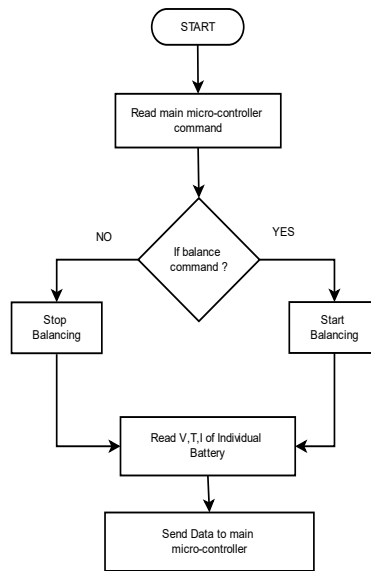 START
Read main micro-controller
command
If balance
command ?
NO
YES
Stop
Balancing
Start
Balancing
Read V,T,I of Individual
Battery
Send Data to main
micro-controller